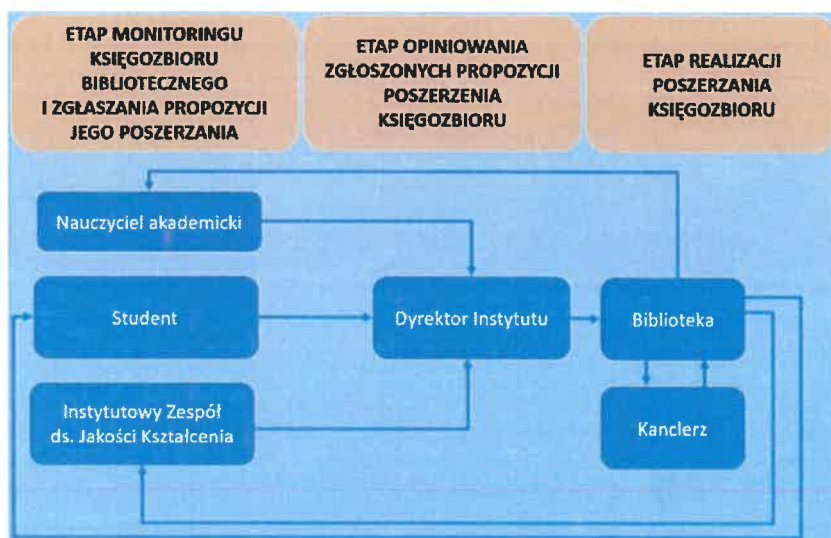 ETAP MONITORINGU
KSIĘGOZBIORU
BIBLIOTECZNEGO
I ZGŁASZANIA PROPOZYCJI
JEGO POSZERZANIA
ETAP OPINIOWANIA
ZGŁOSZONYCH PROPOZYCJI
POSZERZENIA
KSIĘGOZBIORU
ETAP REALIZACJI
POSZERZANIA
KSIĘGOZBIORU
Nauczyciel akademicki
Student
Dyrektor Instytutu
Biblioteka
Instytutowy Zespół
ds. Jakości Kształcenia
Kanclerz